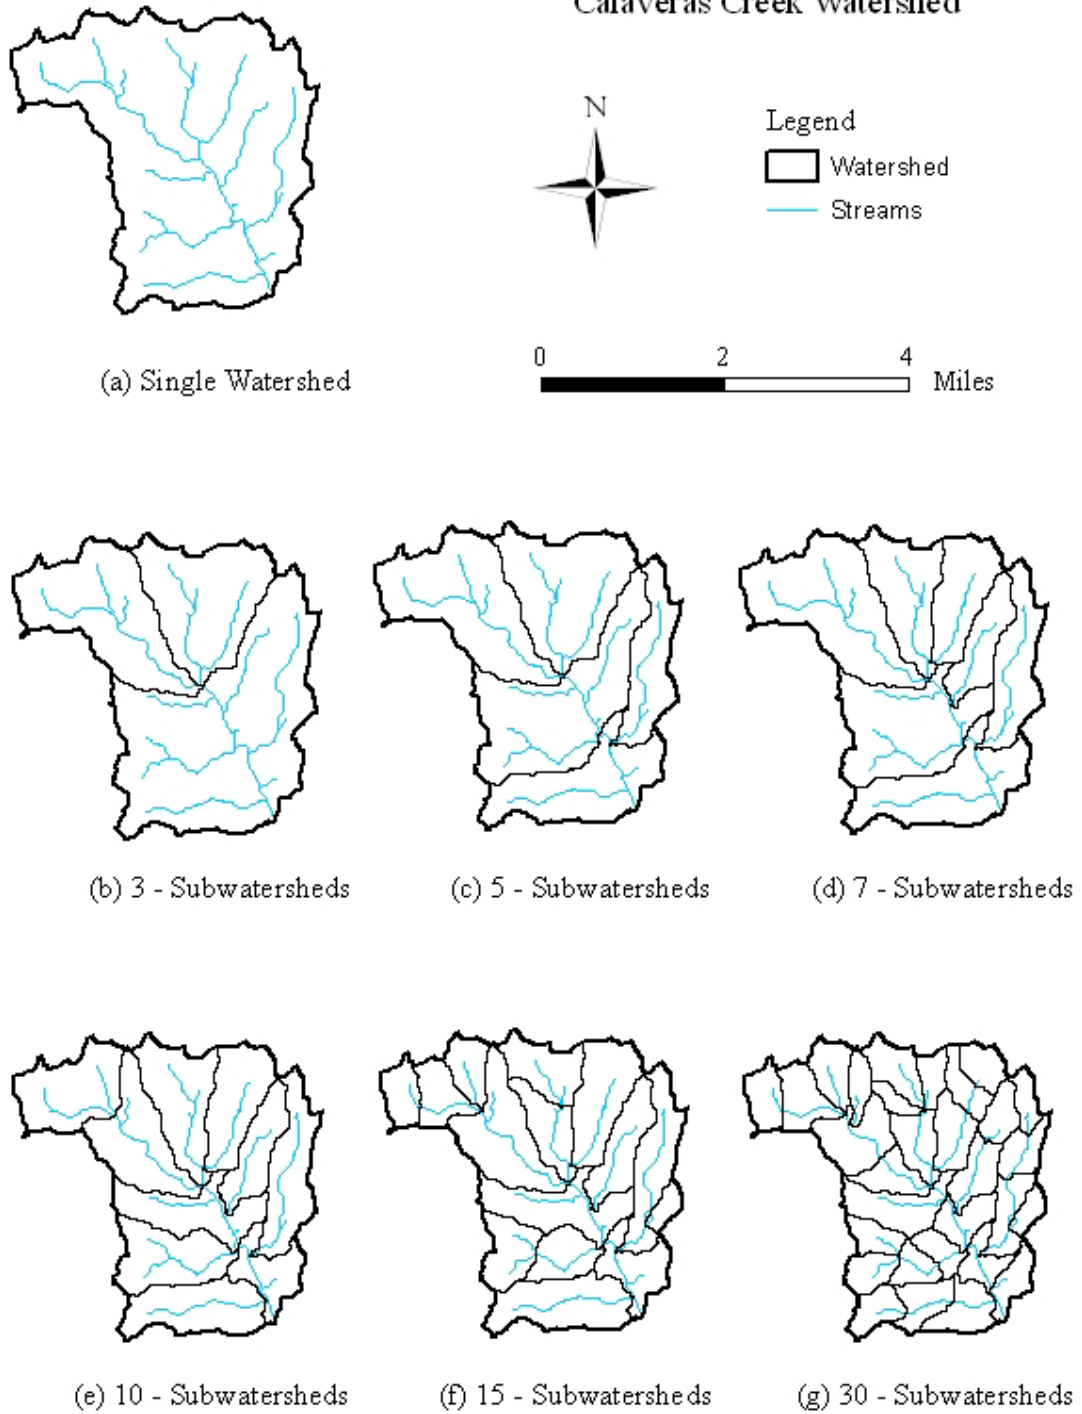 Calaveras Creek Watershed
N
Legend
Watershed
Streams
0 2 4
Miles
(a) Single Watershed
(b) 3 - Subwatersheds
(c) 5 - Subwatersheds
(d) 7 - Subwatersheds
(e) 10 - Subwatersheds
(f) 15 - Subwatersheds
(g) 30 - Subwatersheds